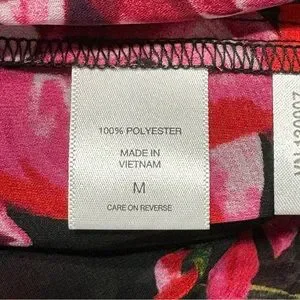 100% POLYESTER
MADE IN
VIETNAM
M
CARE ON REVERSE